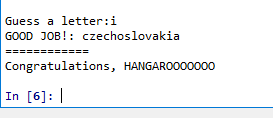 Guess a letter:i
GOOD JOB!: czechoslovakia
============
Congratulations, HANGAROOOOOOO
In [6]: